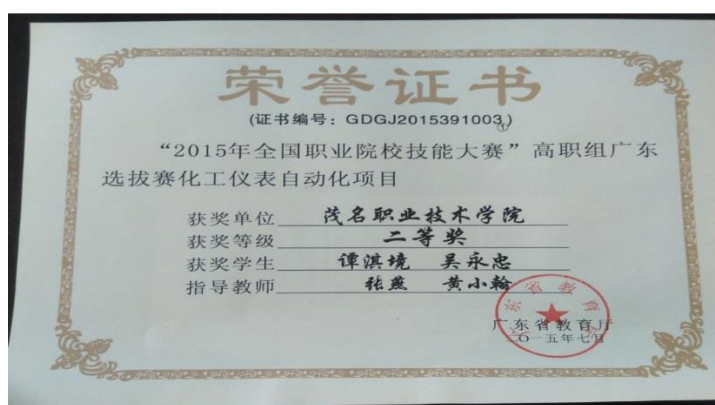 荣誉证书
(证书编号：GDGJ2015391003)
①
“2015年全国职业院校技能大赛”高职组广东
选拔赛化工仪表自动化项目
获奖单位 茂名职业技术学院
获奖等级 二等奖
获奖学生 谭淇境 吴永忠
指导教师 张燕 黄小翰
广东省教育厅
二〇一五年七月